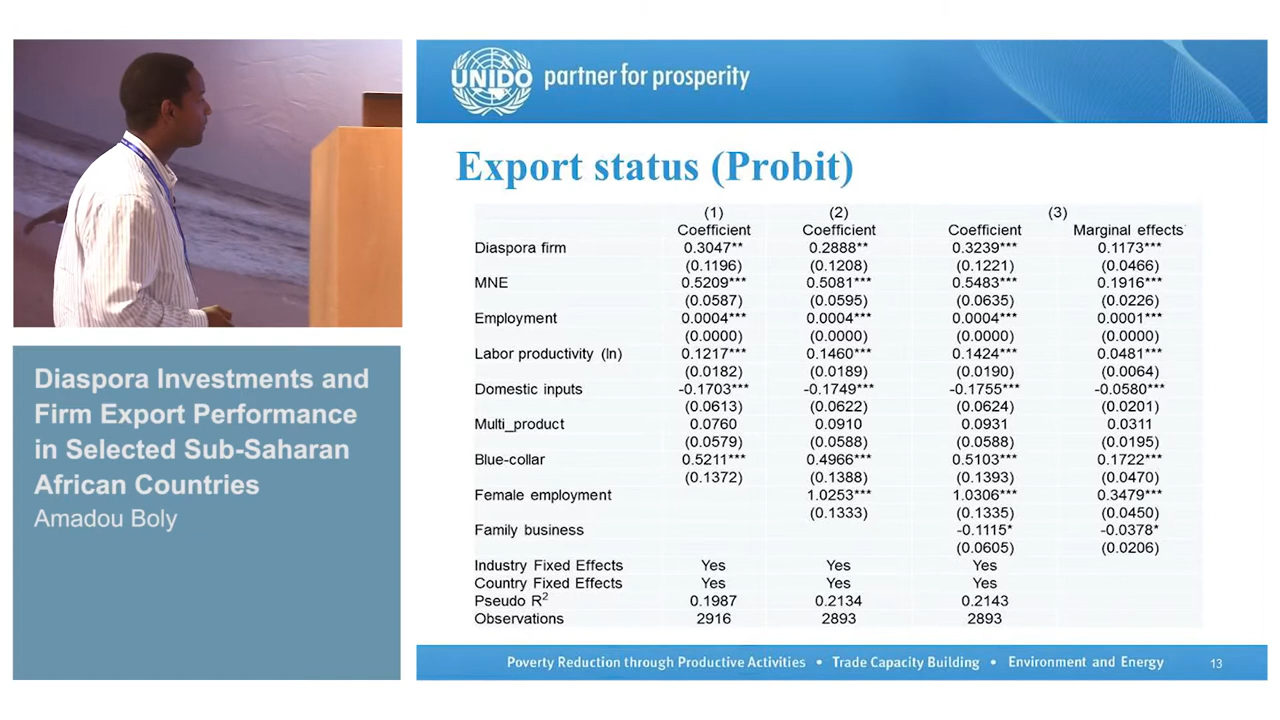 UNIDO partner for prosperity
Export status (Probit)
(1) (2) (3)
Coefficient Coefficient Coefficient Marginal effects
Diaspora firm 0.3047** 0.2888** 0.3239*** 0.1173***
(0.1196) (0.1208) (0.1221) (0.0466)
MNE 0.5209*** 0.5081*** 0.5483*** 0.1916***
(0.0587) (0.0595) (0.0635) (0.0226)
Employment 0.0004*** 0.0004*** 0.0004*** 0.0001***
(0.0000) (0.0000) (0.0000) (0.0000)
Labor productivity (ln) 0.1217*** 0.1460*** 0.1424*** 0.0481***
(0.0182) (0.0189) (0.0190) (0.0064)
Domestic inputs -0.1703*** -0.1749*** -0.1755*** -0.0580***
(0.0613) (0.0622) (0.0624) (0.0201)
Multi_product 0.0760 0.0910 0.0931 0.0311
(0.0579) (0.0588) (0.0588) (0.0195)
Blue-collar 0.5211*** 0.4966*** 0.5103*** 0.1722***
(0.1372) (0.1388) (0.1393) (0.0470)
Female employment 1.0253*** 1.0306*** 0.3479***
(0.1333) (0.1335) (0.0450)
Family business -0.1115* -0.0378*
(0.0605) (0.0206)
Industry Fixed Effects Yes Yes Yes
Country Fixed Effects Yes Yes Yes
Pseudo R² 0.1987 0.2134 0.2143
Observations 2916 2893 2893
Poverty Reduction through Productive Activities • Trade Capacity Building • Environment and Energy 13
Diaspora Investments and
Firm Export Performance
in Selected Sub-Saharan
African Countries
Amadou Boly